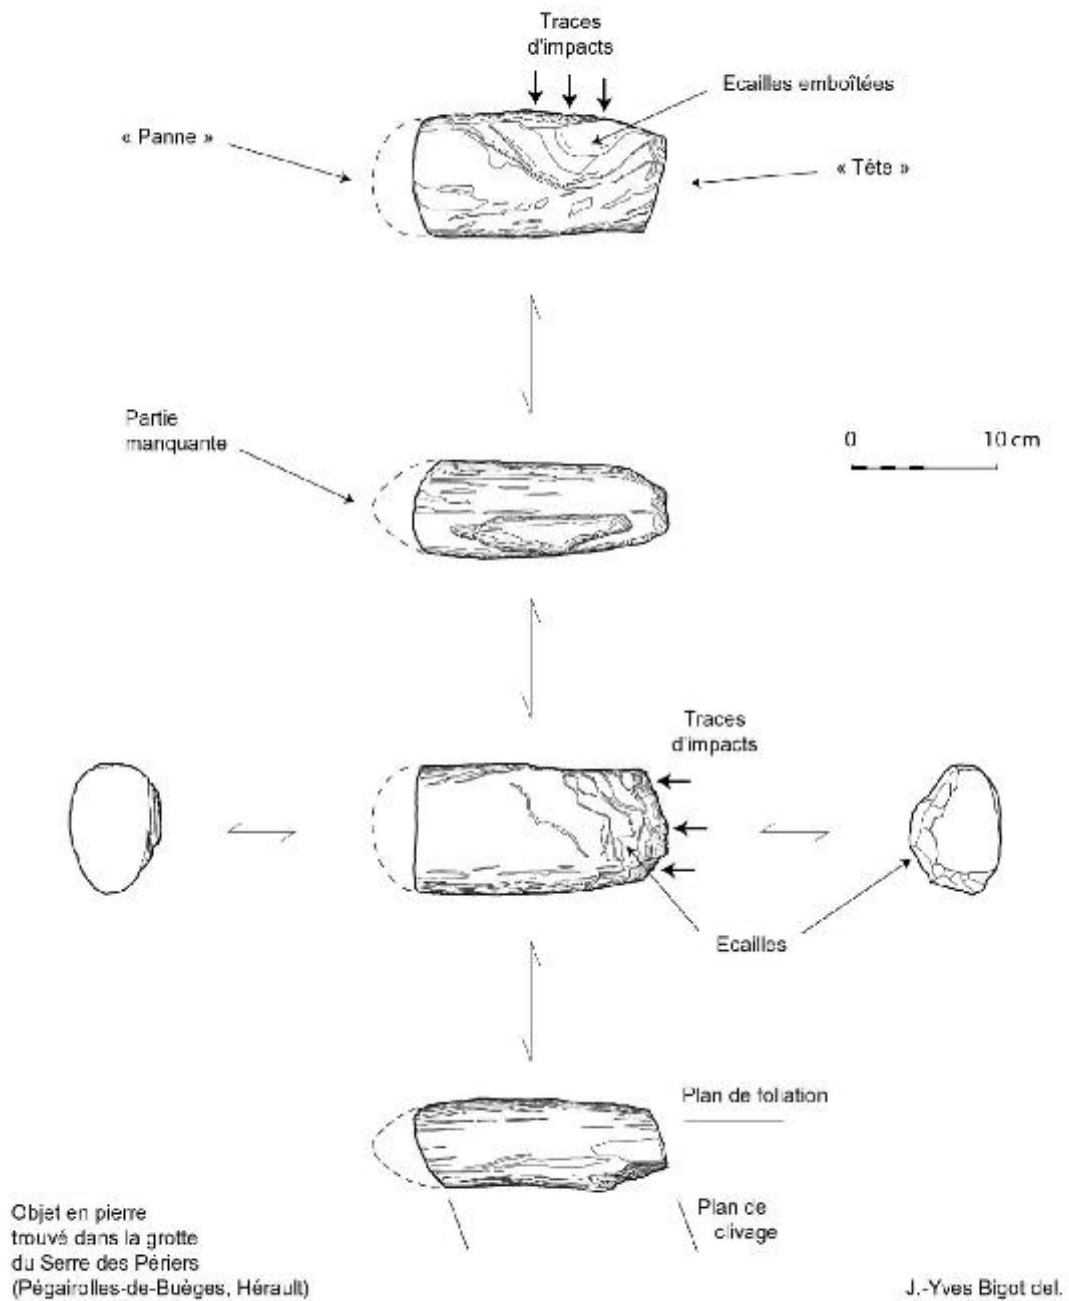 Traces
d'impacts
Ecailles emboîtées
« Panne »
« Tête »
Partie
manquante
0 10 cm
Traces
d'impacts
Ecailles
Plan de foliation
Plan de
clivage
Objet en pierre
trouvé dans la grotte
du Serre des Périers
(Pégairolles-de-Buèges, Hérault)
J.-Yves Bigot del.